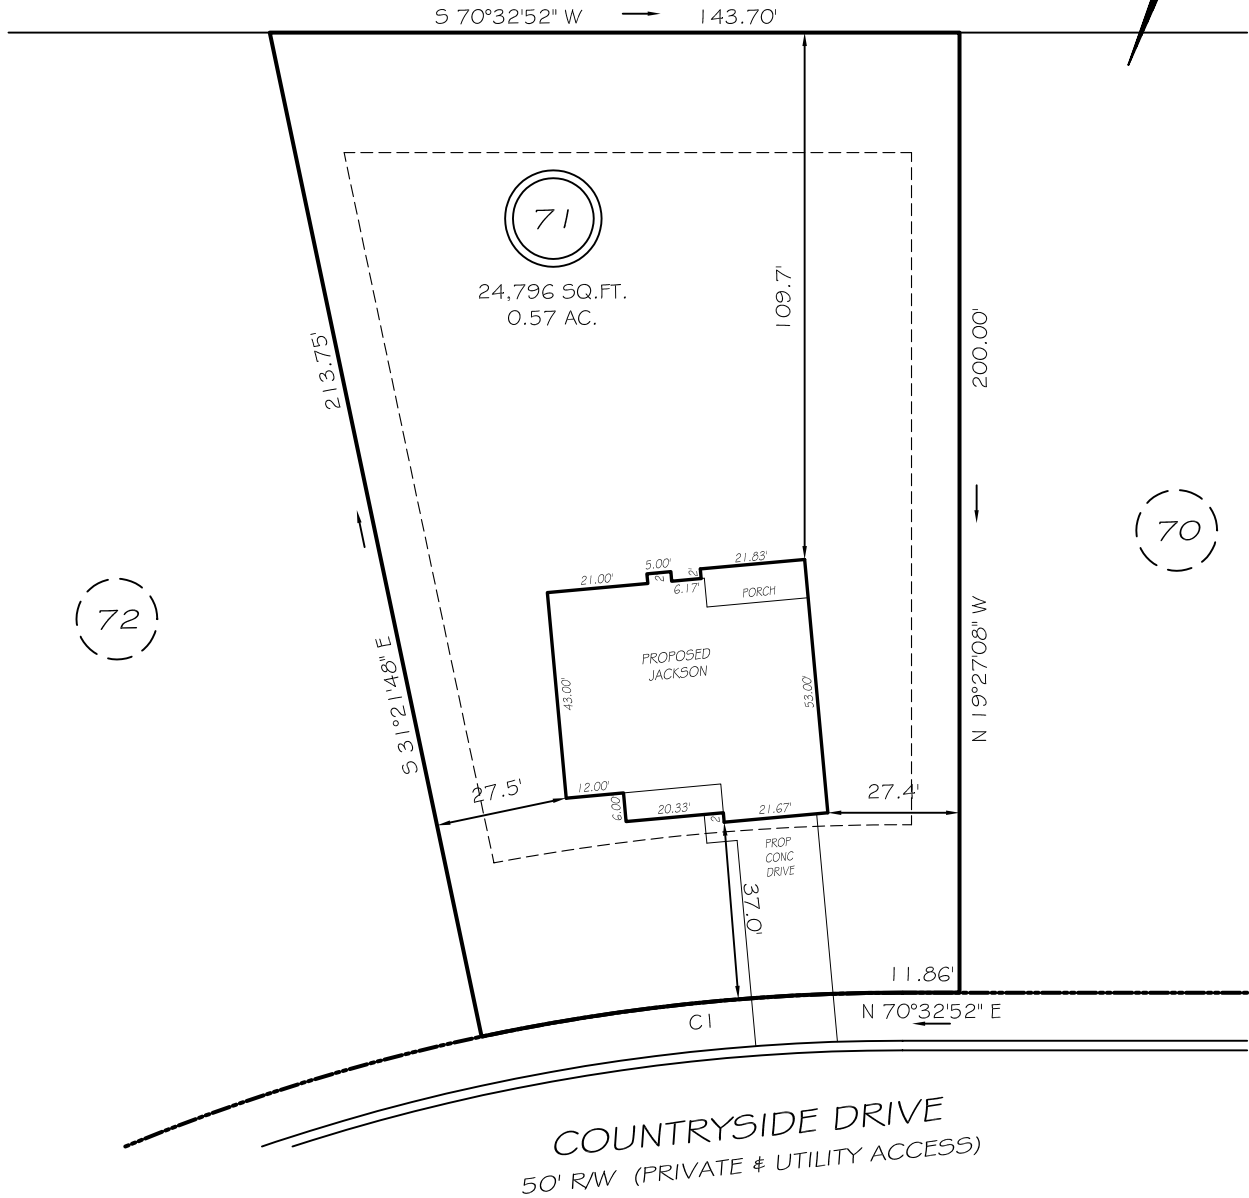 S 70°32'52" W 143.70'
71
24,796 SQ.FT.
0.57 AC.
109.7'
200.00'
213.75'
70
72
5.00'
21.83'
21.00'
2'
2'
6.17'
PORCH
PROPOSED
JACKSON
43.00'
53.00'
S 31°21'48" E
N 19°27'08" W
27.5'
12.00'
27.4'
6.00'
20.33'
2'
21.67'
PROP
CONC
DRIVE
37.0'
11.86'
N 70°32'52" E
C1
COUNTRYSIDE DRIVE
50' R/W (PRIVATE & UTILITY ACCESS)